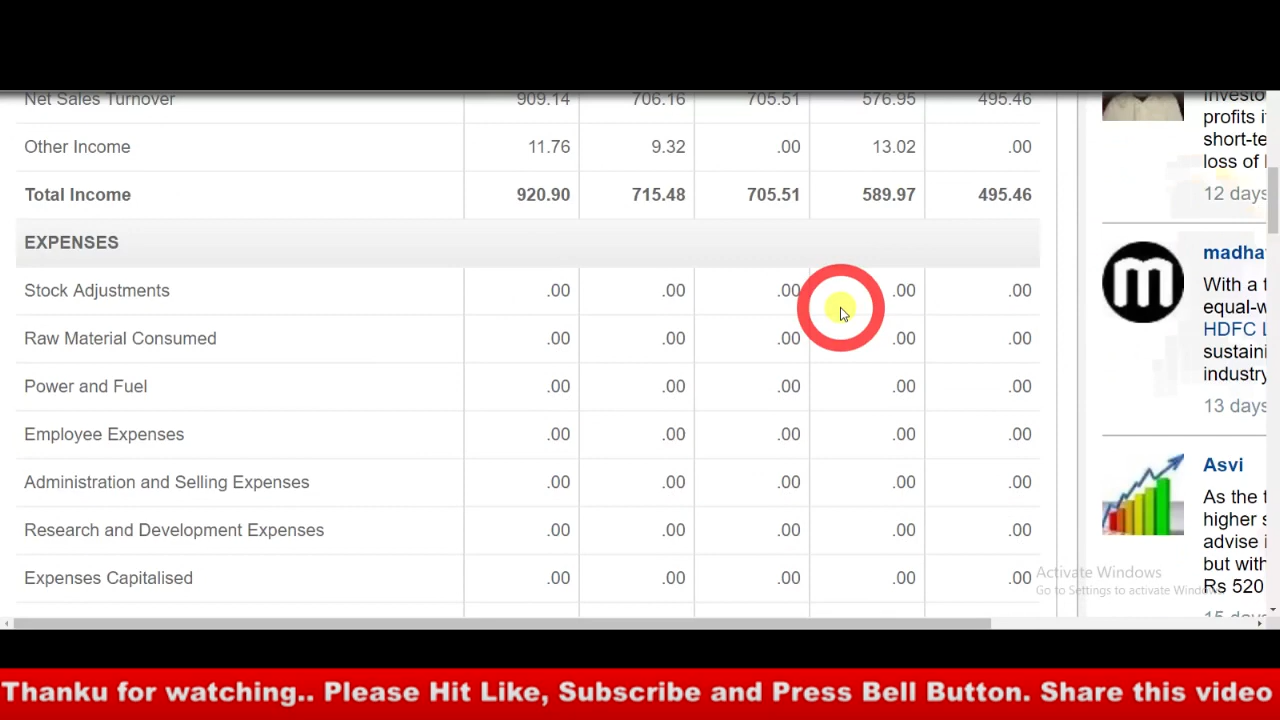 Net Sales Turnover 909.14 706.16 705.51 576.95 495.46
Other Income 11.76 9.32 .00 13.02 .00
Total Income 920.90 715.48 705.51 589.97 495.46
EXPENSES
Stock Adjustments .00 .00 .00 .00 .00
Raw Material Consumed .00 .00 .00 .00 .00
Power and Fuel .00 .00 .00 .00 .00
Employee Expenses .00 .00 .00 .00 .00
Administration and Selling Expenses .00 .00 .00 .00 .00
Research and Development Expenses .00 .00 .00 .00 .00
Expenses Capitalised .00 .00 .00 .00 .00
Investo
profits i
short-te
loss of
12 days
madha
With a
equal-w
HDFC L
sustaini
industry
13 days
Asvi
As the
higher s
advise i
but with
Rs 520
15 days
m
Activate Windows
Go to Settings to activate Windows.
Thanku for watching.. Please Hit Like, Subscribe and Press Bell Button. Share this video